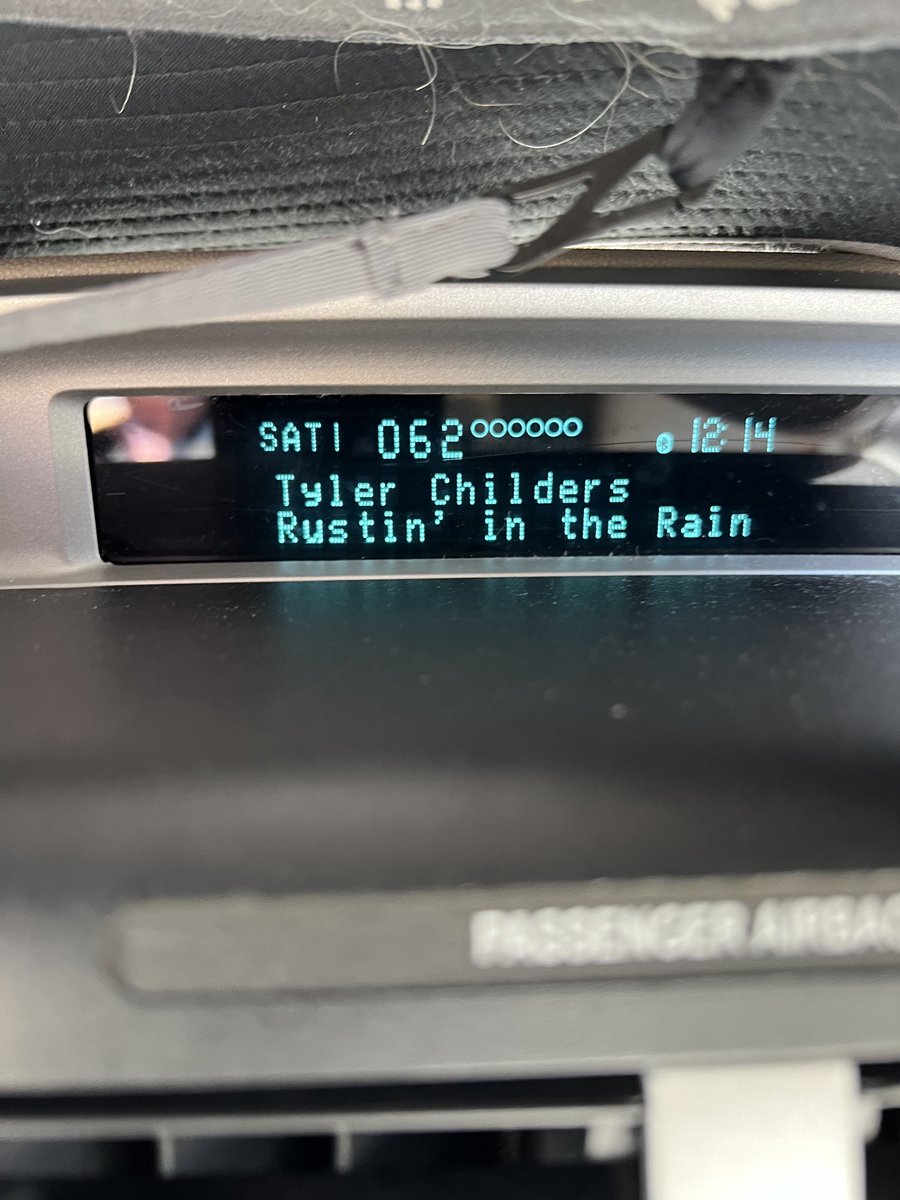 SAT1 062 12:14
Tyler Childers
Rustin' in the Rain
PASSENGER AIRBAG